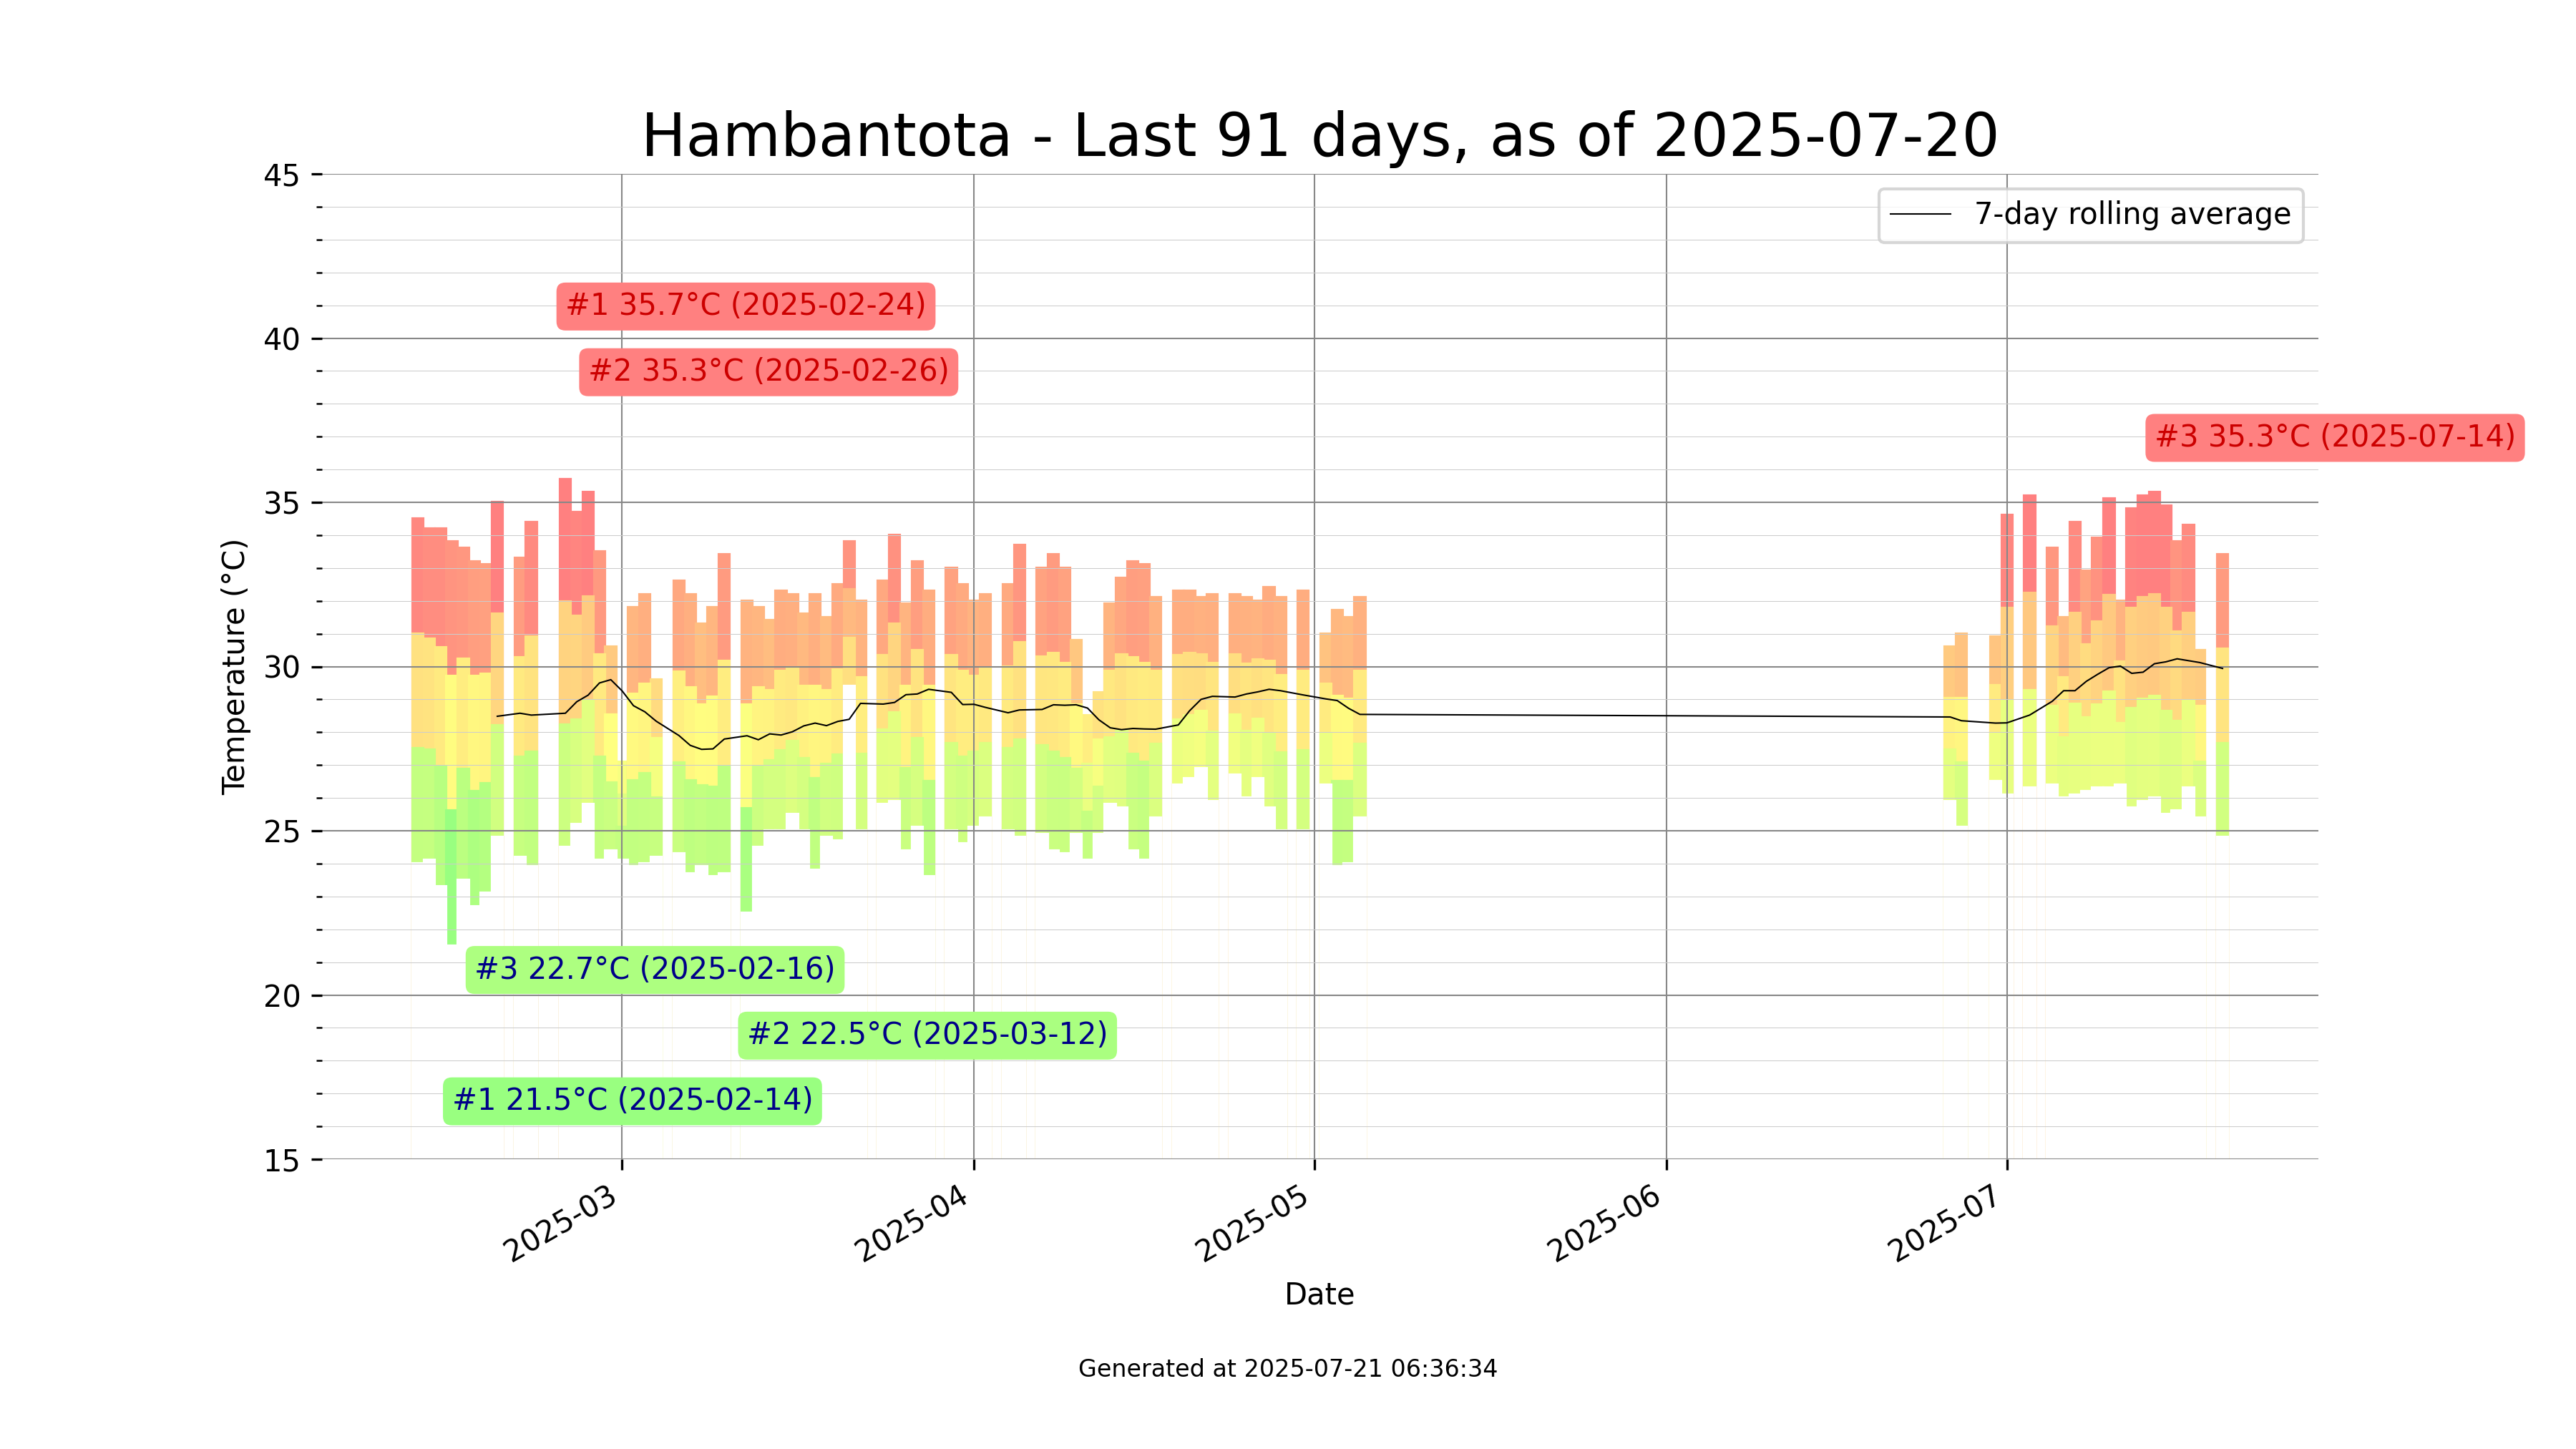 Hambantota - Last 91 days, as of 2025-07-20
45
7-day rolling average
#1 35.7°C (2025-02-24)
40
#2 35.3°C (2025-02-26)
#3 35.3°C (2025-07-14)
35
30
25
20
15
Temperature (°C)
#3 22.7°C (2025-02-16)
#2 22.5°C (2025-03-12)
#1 21.5°C (2025-02-14)
2025-03
2025-04
2025-05
2025-06
2025-07
Date
Generated at 2025-07-21 06:36:34